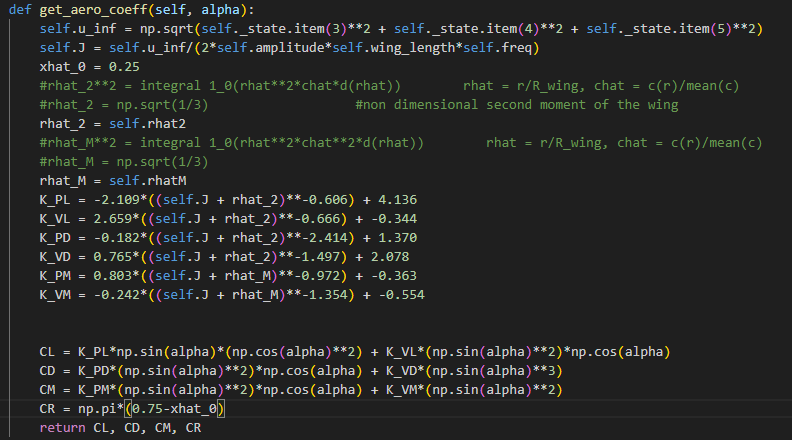 def get_aero_coeff(self, alpha):
    self.u_inf = np.sqrt(self._state.item(3)**2 + self._state.item(4)**2 + self._state.item(5)**2)
    self.J = self.u_inf/(2*self.amplitude*self.wing_length*self.freq)
    xhat_0 = 0.25
    #rhat_2**2 = integral 1_0(rhat**2*chat*d(rhat))        rhat = r/R_wing, chat = c(r)/mean(c)
    #rhat_2 = np.sqrt(1/3)                   #non dimensional second moment of the wing
    rhat_2 = self.rhat2
    #rhat_M**2 = integral 1_0(rhat**2*chat**2*d(rhat))        rhat = r/R_wing, chat = c(r)/mean(c)
    #rhat_M = np.sqrt(1/3)
    rhat_M = self.rhatM
    K_PL = -2.109*((self.J + rhat_2)**-0.606) + 4.136
    K_VL = 2.659*((self.J + rhat_2)**-0.666) + -0.344
    K_PD = -0.182*((self.J + rhat_2)**-2.414) + 1.370
    K_VD = 0.765*((self.J + rhat_2)**-1.497) + 2.078
    K_PM = 0.803*((self.J + rhat_M)**-0.972) + -0.363
    K_VM = -0.242*((self.J + rhat_M)**-1.354) + -0.554
    CL = K_PL*np.sin(alpha)*(np.cos(alpha)**2) + K_VL*(np.sin(alpha)**2)*np.cos(alpha)
    CD = K_PD*(np.sin(alpha)**2)*np.cos(alpha) + K_VD*(np.sin(alpha)**3)
    CM = K_PM*(np.sin(alpha)**2)*np.cos(alpha) + K_VM*(np.sin(alpha)**2)
    CR = np.pi*(0.75-xhat_0)
    return CL, CD, CM, CR